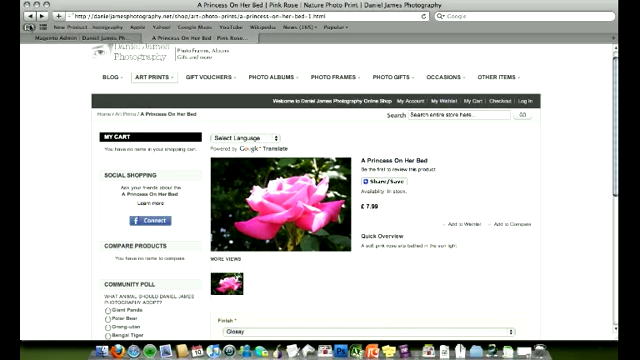 A Princess On Her Bed | Pink Rose | Nature Photo Print |
http://danieljamesphotography.net/shop/art-photo-prints/a-princess-on-her-bed-1.html
Google
New Product
Apple Yahoo! Google Maps YouTube Wikipedia News (265) Popular
Magento Admin | Daniel James Ph... A Princess On Her Bed | Pink Rose...
Daniel James
Photography
Photo Frames, Albums
Gifts and more
BLOG ART PRINTS GIFT VOUCHERS PHOTO ALBUMS PHOTO FRAMES PHOTO GIFTS OCCASIONS OTHER ITEMS
Welcome to Daniel James Photography Online Shop My Account My Wishlist My Cart Checkout Log In
Home / Art Prints / A Princess On Her Bed
Search Search entire store here... GO
MY CART
You have no items in your shopping cart.
Select Language
Powered by Google Translate
SOCIAL SHOPPING
Ask your friends about the
A Princess On Her Bed
Learn more
Connect
COMPARE PRODUCTS
You have no items to compare.
COMMUNITY POLL
WHAT ANIMAL SHOULD DANIEL JAMES
PHOTOGRAPHY ADOPT?
Giant Panda
Polar Bear
Orang-utan
Bengal Tiger
A Princess On Her Bed
Be the first to review this product
Share/Save
Availability: In stock.
£ 7.99
Add to Wishlist Add to Compare
Quick Overview
A soft pink rose sunbathed in the sun light
MORE VIEWS
Finish *
Glossy